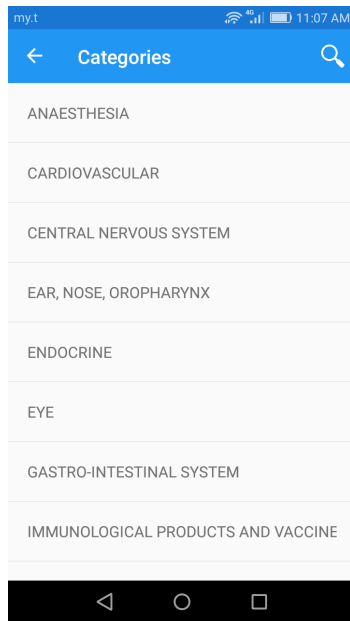 my.t 4G 11:07 AM
Categories
ANAESTHESIA
CARDIOVASCULAR
CENTRAL NERVOUS SYSTEM
EAR, NOSE, OROPHARYNX
ENDOCRINE
EYE
GASTRO-INTESTINAL SYSTEM
IMMUNOLOGICAL PRODUCTS AND VACCINE